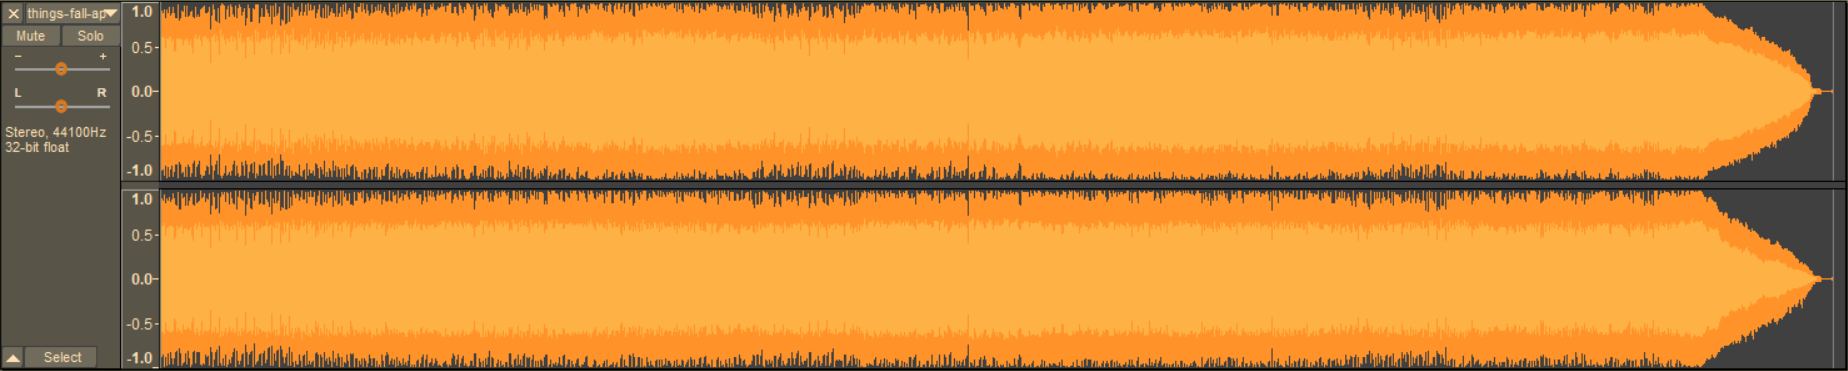 things-fall-ap
Mute Solo
- +
L R
Stereo, 44100Hz
32-bit float
Select
1.0
0.5-
0.0-
-0.5-
-1.0
1.0
0.5-
0.0-
-0.5-
-1.0